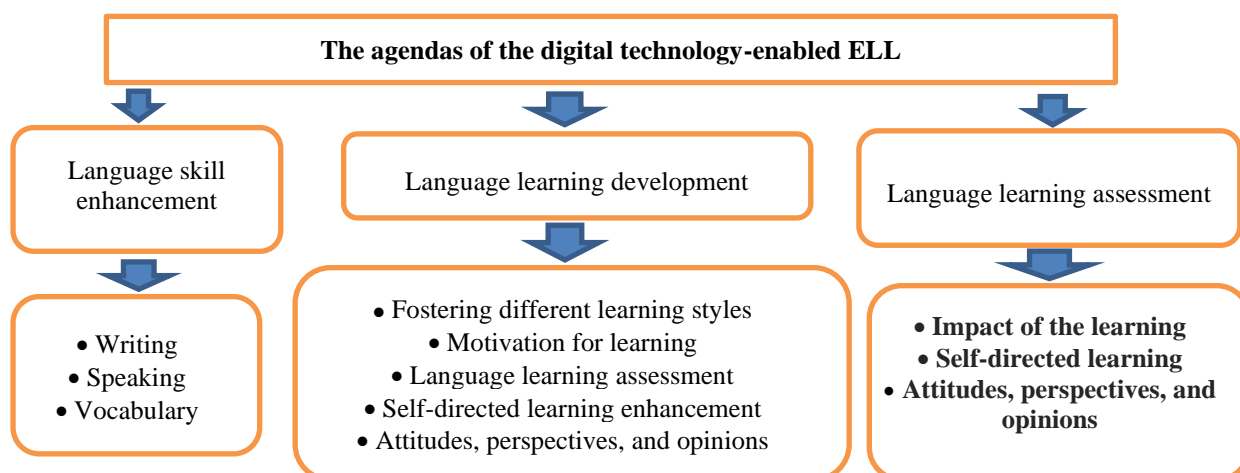 The agendas of the digital technology-enabled ELL
Language skill
enhancement
Language learning development
Language learning assessment
• Writing
• Speaking
• Vocabulary
• Fostering different learning styles
• Motivation for learning
• Language learning assessment
• Self-directed learning enhancement
• Attitudes, perspectives, and opinions
• Impact of the learning
• Self-directed learning
• Attitudes, perspectives, and
opinions